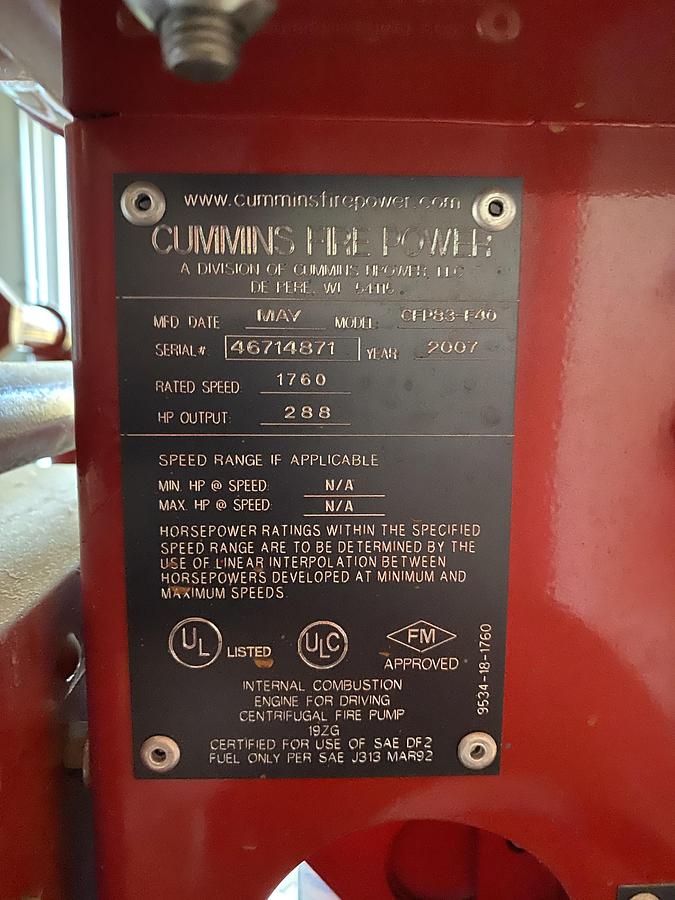 www.cumminsfirepower.com
CUMMINS FIRE POWER
A DIVISION OF CUMMINS NPOWER, LLC
DE PERE, WI 54115
MFD DATE MAY MODEL: CFP83-F40
SERIAL#: 46714871 YEAR 2007
RATED SPEED: 1760
HP OUTPUT: 288
SPEED RANGE IF APPLICABLE
MIN. HP @ SPEED: N/A
MAX. HP @ SPEED: N/A
HORSEPOWER RATINGS WITHIN THE SPECIFIED
SPEED RANGE ARE TO BE DETERMINED BY THE
USE OF LINEAR INTERPOLATION BETWEEN
HORSEPOWERS DEVELOPED AT MINIMUM AND
MAXIMUM SPEEDS.
UL LISTED ULC FM
APPROVED
9534-18-1760
INTERNAL COMBUSTION
ENGINE FOR DRIVING
CENTRIFUGAL FIRE PUMP
19ZG
CERTIFIED FOR USE OF SAE DF2
FUEL ONLY PER SAE J313 MAR92